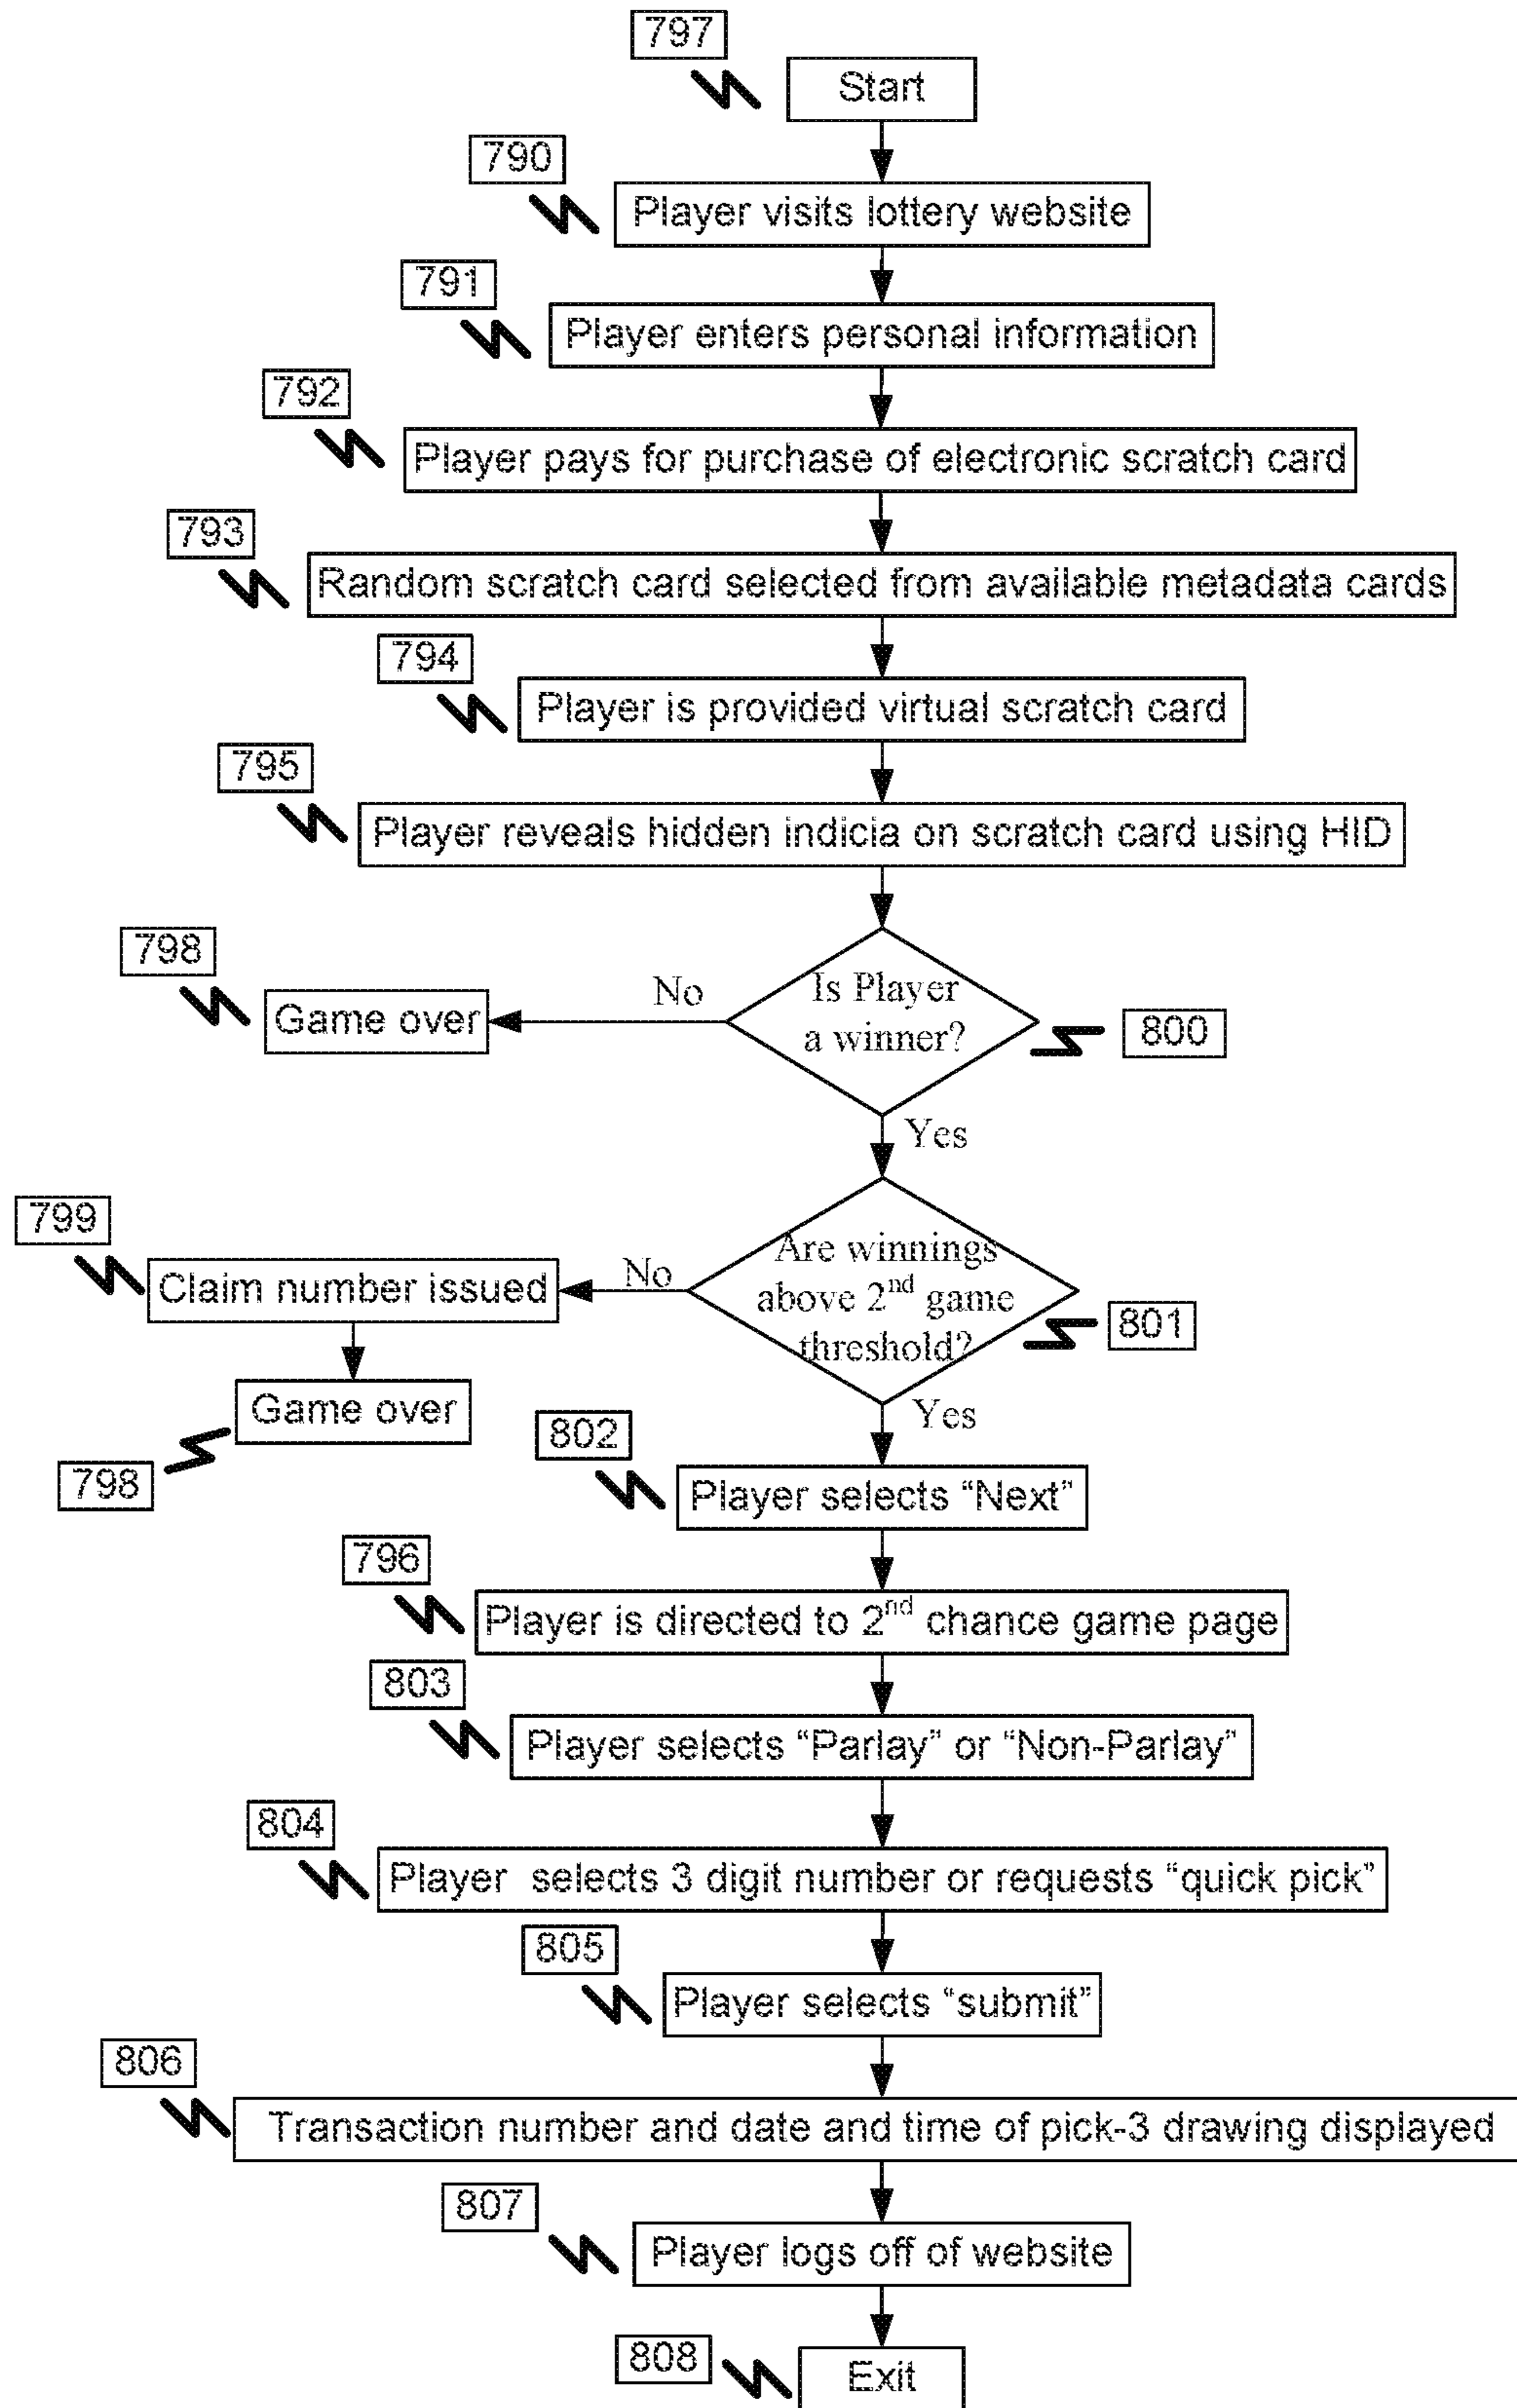 797
Start
790
Player visits lottery website
791
Player enters personal information
792
Player pays for purchase of electronic scratch card
793
Random scratch card selected from available metadata cards
794
Player is provided virtual scratch card
795
Player reveals hidden indicia on scratch card using HID
798
Game over
No
Is Player
a winner?
800
Yes
799
Claim number issued
No
Are winnings
above 2nd game
threshold?
801
Game over
798
Yes
802
Player selects “Next”
796
Player is directed to 2nd chance game page
803
Player selects “Parlay” or “Non-Parlay”
804
Player selects 3 digit number or requests “quick pick”
805
Player selects “submit”
806
Transaction number and date and time of pick-3 drawing displayed
807
Player logs off of website
808
Exit